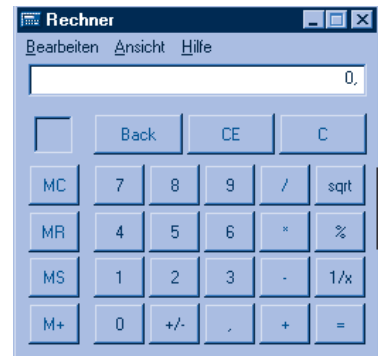 Rechner
Bearbeiten Ansicht Hilfe
0,
Back CE C
MC 7 8 9 / sqrt
MR 4 5 6 * %
MS 1 2 3 - 1/x
M+ 0 +/- , + =